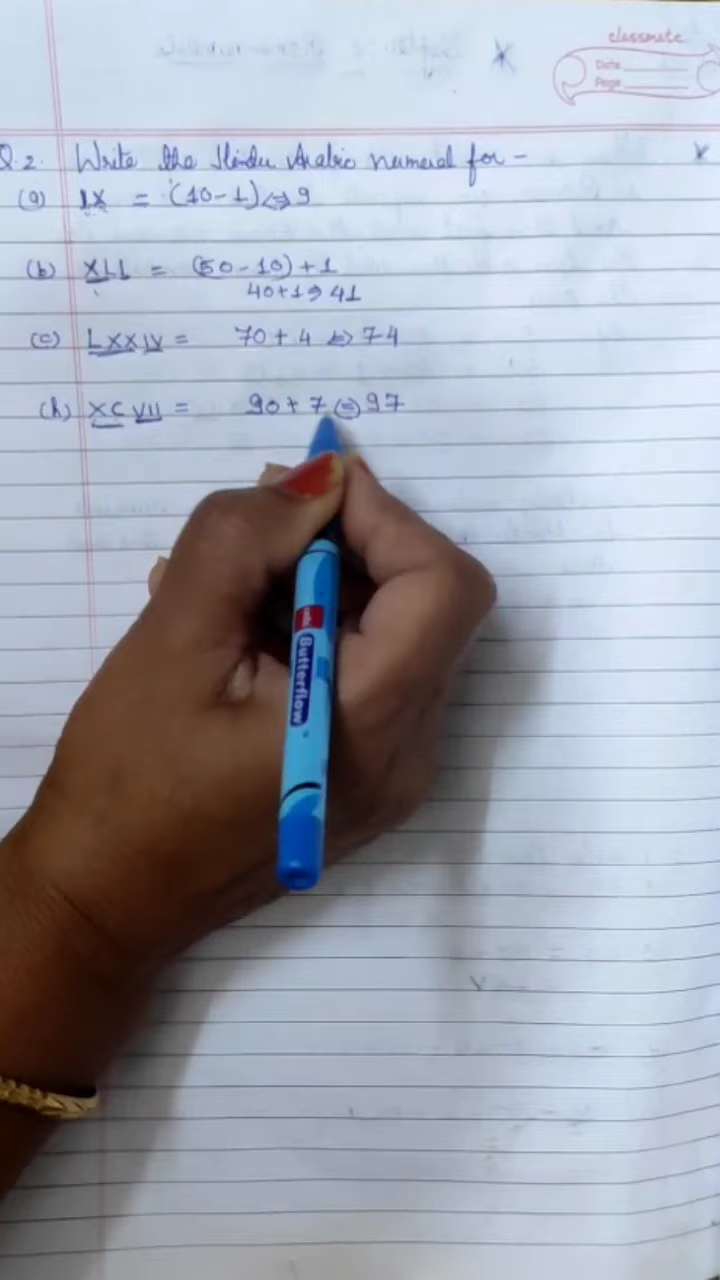 classmate
Date
Page
Q.2. Write the Hindu Arabic numeral for -
(a) IX = (10-1) ⇔ 9
(b) XLI = (50-10)+1
40+1 ⇒ 41
(c) LXXIV = 70+4 ⇔ 74
(h) XCVII = 90+7 ⇔ 97
Butterflow